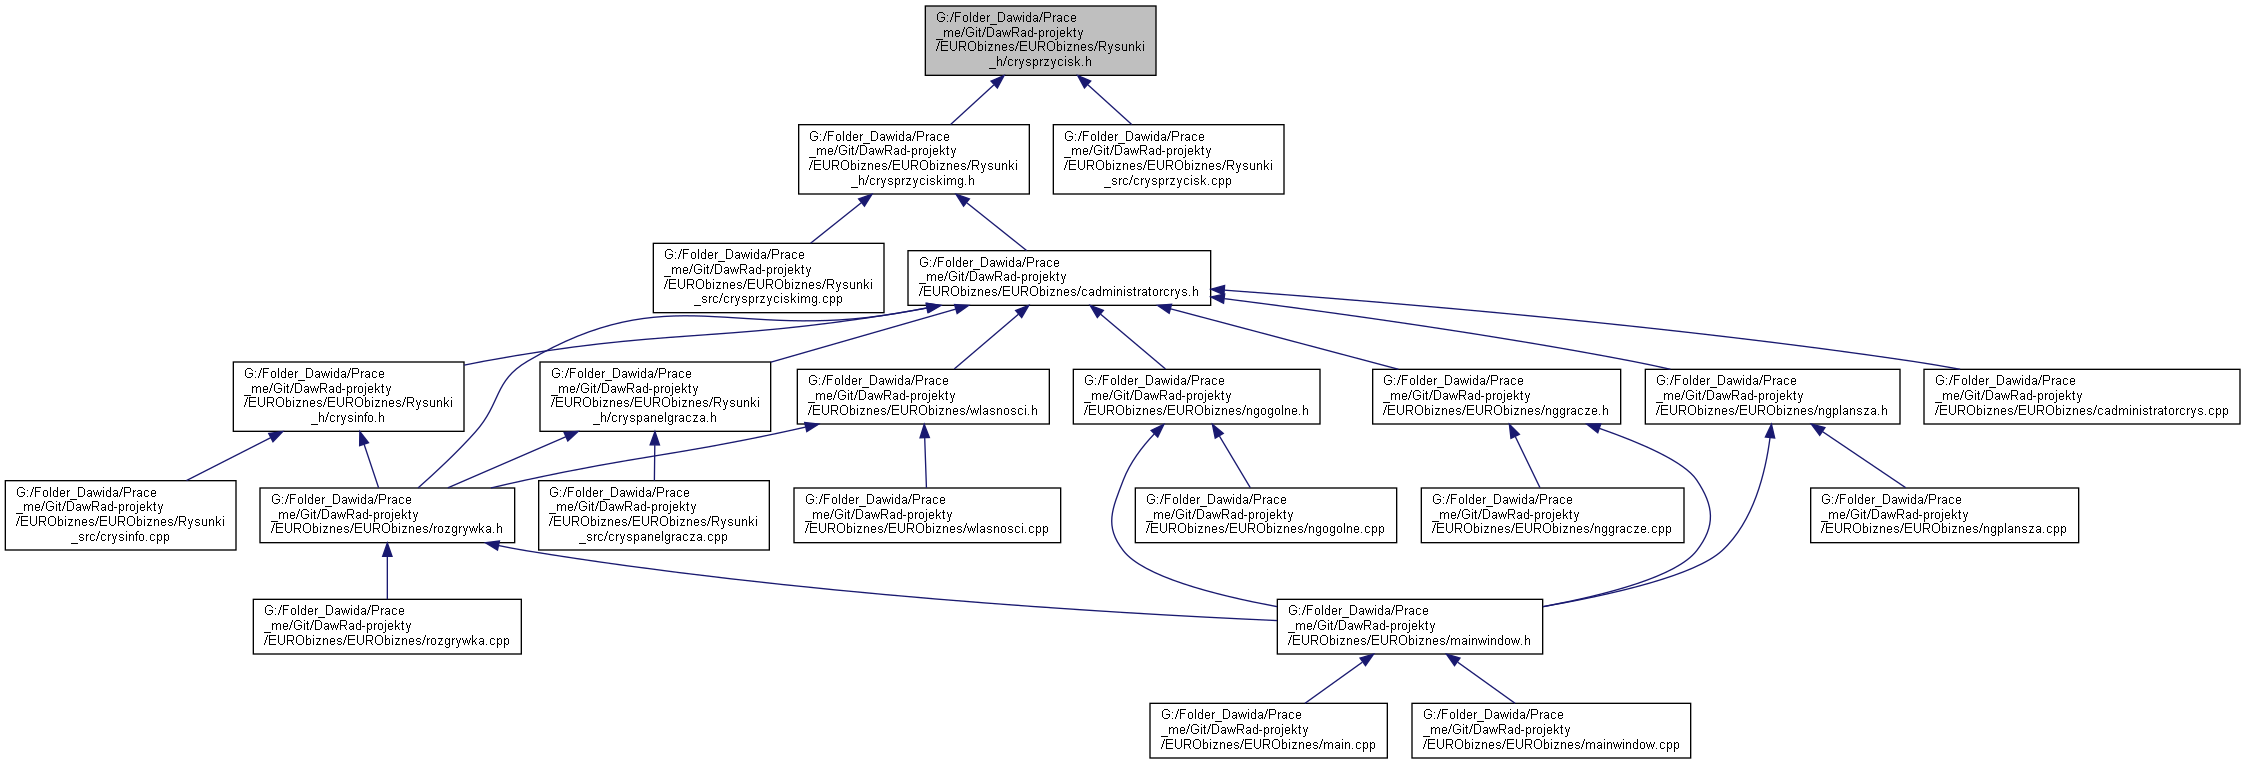 G:/Folder_Dawida/Prace
_me/Git/DawRad-projekty
/EURObiznes/EURObiznes/Rysunki
_h/crysprzycisk.h
G:/Folder_Dawida/Prace
_me/Git/DawRad-projekty
/EURObiznes/EURObiznes/Rysunki
_h/crysprzyciskimg.h
G:/Folder_Dawida/Prace
_me/Git/DawRad-projekty
/EURObiznes/EURObiznes/Rysunki
_src/crysprzycisk.cpp
G:/Folder_Dawida/Prace
_me/Git/DawRad-projekty
/EURObiznes/EURObiznes/Rysunki
_src/crysprzyciskimg.cpp
G:/Folder_Dawida/Prace
_me/Git/DawRad-projekty
/EURObiznes/EURObiznes/cadministratorcrys.h
G:/Folder_Dawida/Prace
_me/Git/DawRad-projekty
/EURObiznes/EURObiznes/Rysunki
_h/crysinfo.h
G:/Folder_Dawida/Prace
_me/Git/DawRad-projekty
/EURObiznes/EURObiznes/Rysunki
_h/cryspanelgracza.h
G:/Folder_Dawida/Prace
_me/Git/DawRad-projekty
/EURObiznes/EURObiznes/wlasnosci.h
G:/Folder_Dawida/Prace
_me/Git/DawRad-projekty
/EURObiznes/EURObiznes/ngogolne.h
G:/Folder_Dawida/Prace
_me/Git/DawRad-projekty
/EURObiznes/EURObiznes/nggracze.h
G:/Folder_Dawida/Prace
_me/Git/DawRad-projekty
/EURObiznes/EURObiznes/ngplansza.h
G:/Folder_Dawida/Prace
_me/Git/DawRad-projekty
/EURObiznes/EURObiznes/cadministratorcrys.cpp
G:/Folder_Dawida/Prace
_me/Git/DawRad-projekty
/EURObiznes/EURObiznes/Rysunki
_src/crysinfo.cpp
G:/Folder_Dawida/Prace
_me/Git/DawRad-projekty
/EURObiznes/EURObiznes/rozgrywka.h
G:/Folder_Dawida/Prace
_me/Git/DawRad-projekty
/EURObiznes/EURObiznes/Rysunki
_src/cryspanelgracza.cpp
G:/Folder_Dawida/Prace
_me/Git/DawRad-projekty
/EURObiznes/EURObiznes/wlasnosci.cpp
G:/Folder_Dawida/Prace
_me/Git/DawRad-projekty
/EURObiznes/EURObiznes/ngogolne.cpp
G:/Folder_Dawida/Prace
_me/Git/DawRad-projekty
/EURObiznes/EURObiznes/nggracze.cpp
G:/Folder_Dawida/Prace
_me/Git/DawRad-projekty
/EURObiznes/EURObiznes/ngplansza.cpp
G:/Folder_Dawida/Prace
_me/Git/DawRad-projekty
/EURObiznes/EURObiznes/rozgrywka.cpp
G:/Folder_Dawida/Prace
_me/Git/DawRad-projekty
/EURObiznes/EURObiznes/mainwindow.h
G:/Folder_Dawida/Prace
_me/Git/DawRad-projekty
/EURObiznes/EURObiznes/main.cpp
G:/Folder_Dawida/Prace
_me/Git/DawRad-projekty
/EURObiznes/EURObiznes/mainwindow.cpp